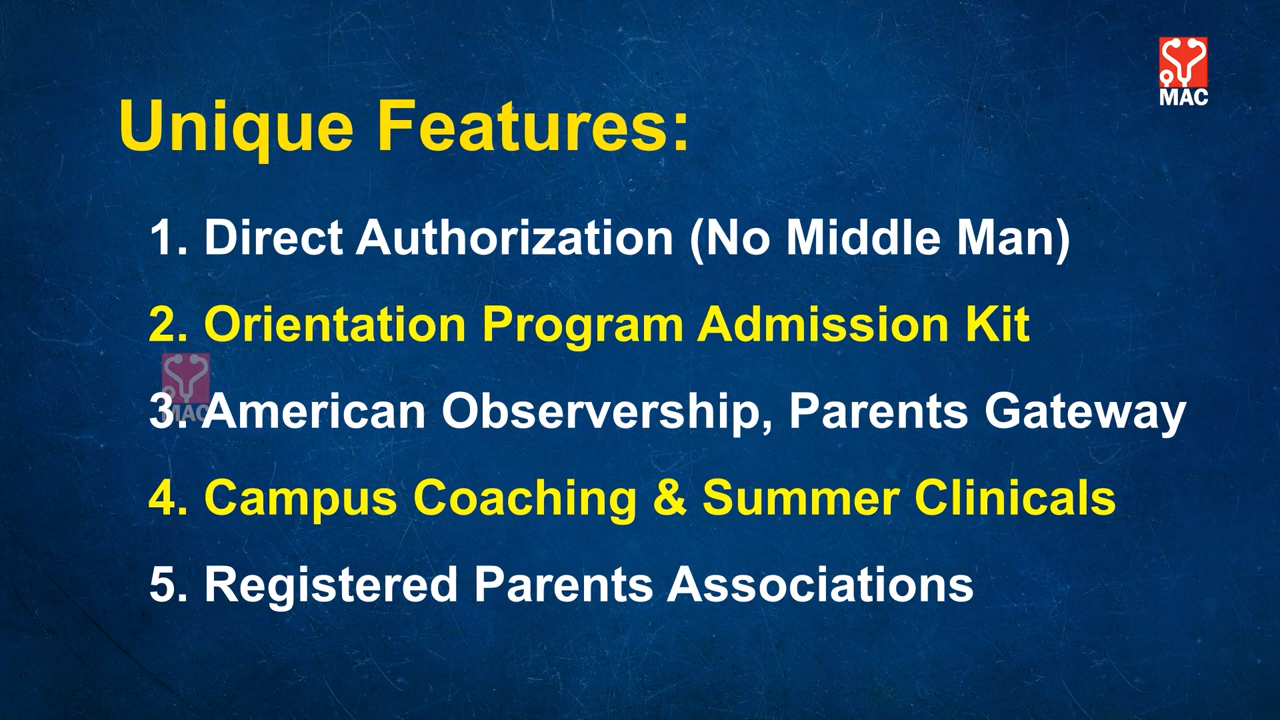 MAC
Unique Features:
1. Direct Authorization (No Middle Man)
2. Orientation Program Admission Kit
MAC
3. American Observership, Parents Gateway
4. Campus Coaching & Summer Clinicals
5. Registered Parents Associations